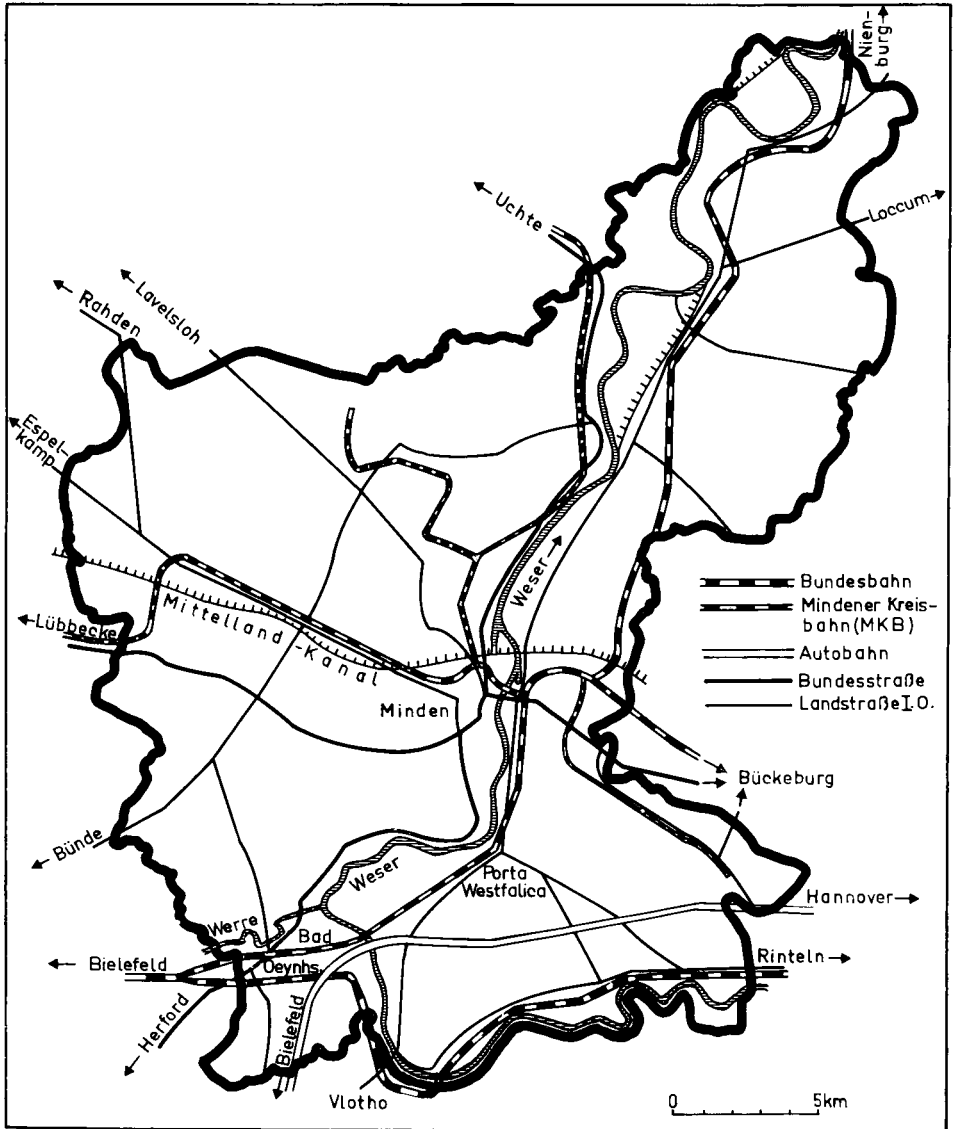 Nien-
burg
Uchte
Loccum
Lavelsloh
Rahden
Espel-
kamp
Weser
Bundesbahn
Mindener Kreis-
bahn (MKB)
Autobahn
Bundesstraße
Landstraße I.O.
Mittelland-Kanal
Lübbecke
Minden
Bückeburg
Bünde
Weser
Porta
Westfalica
Hannover
Werre
Bad
Oeynhs.
Bielefeld
Rinteln
Herford
Bielefeld
Vlotho
0 5km